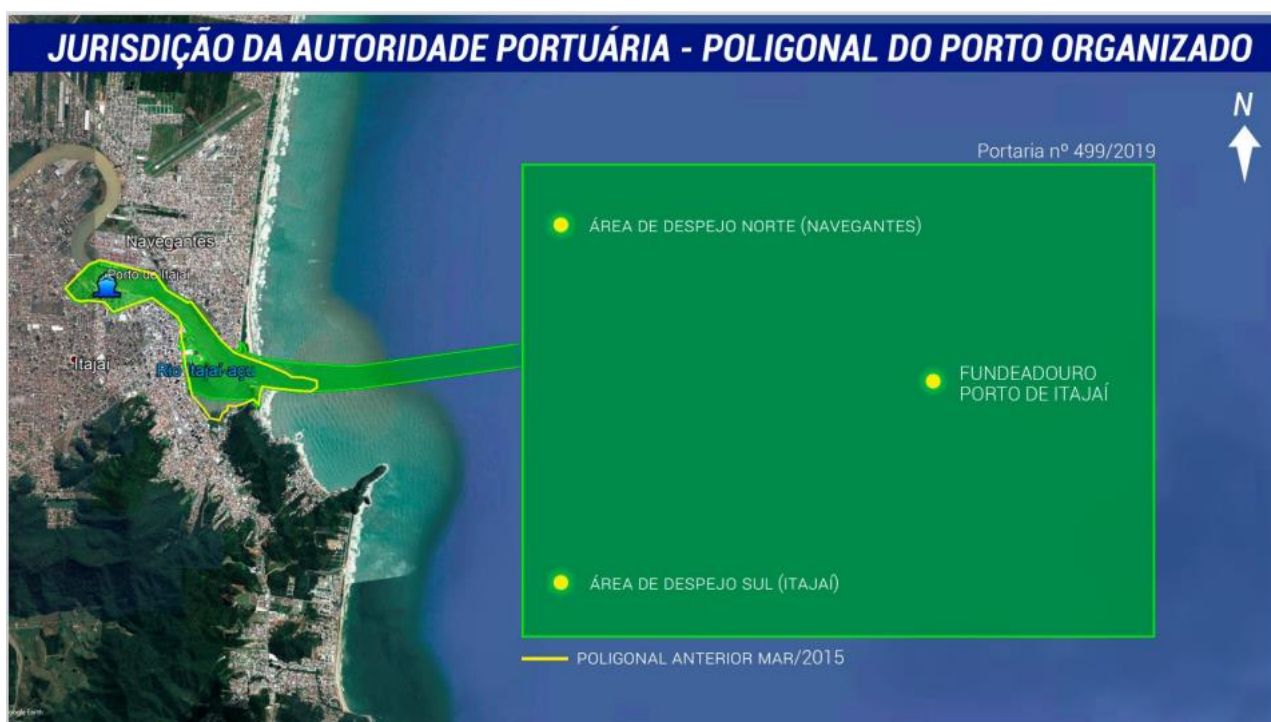 JURISDIÇÃO DA AUTORIDADE PORTUÁRIA - POLIGONAL DO PORTO ORGANIZADO
N
Portaria nº 499/2019
ÁREA DE DESPEJO NORTE (NAVEGANTES)
Navegantes
Porto de Itajaí
Itajaí
Rio Itajaí-açu
FUNDEADOURO
PORTO DE ITAJAÍ
ÁREA DE DESPEJO SUL (ITAJAÍ)
POLIGONAL ANTERIOR MAR/2015
Google Earth